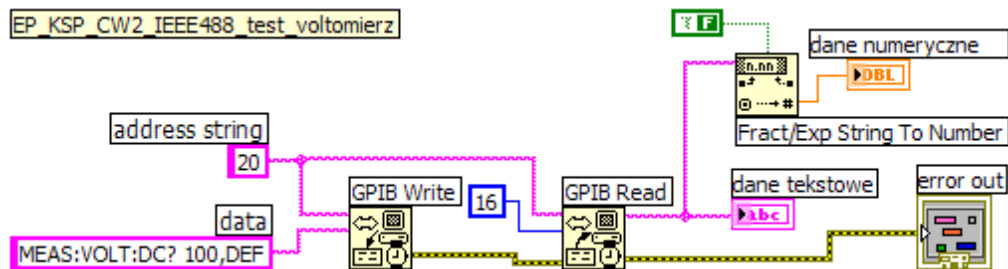 EP_KSP_CW2_IEEE488_test_voltomierz
F
dane numeryczne
n.nn
DBL
#
Fract/Exp String To Number
address string
20
GPIB Write
16
GPIB Read
dane tekstowe
abc
error out
data
MEAS:VOLT:DC? 100,DEF